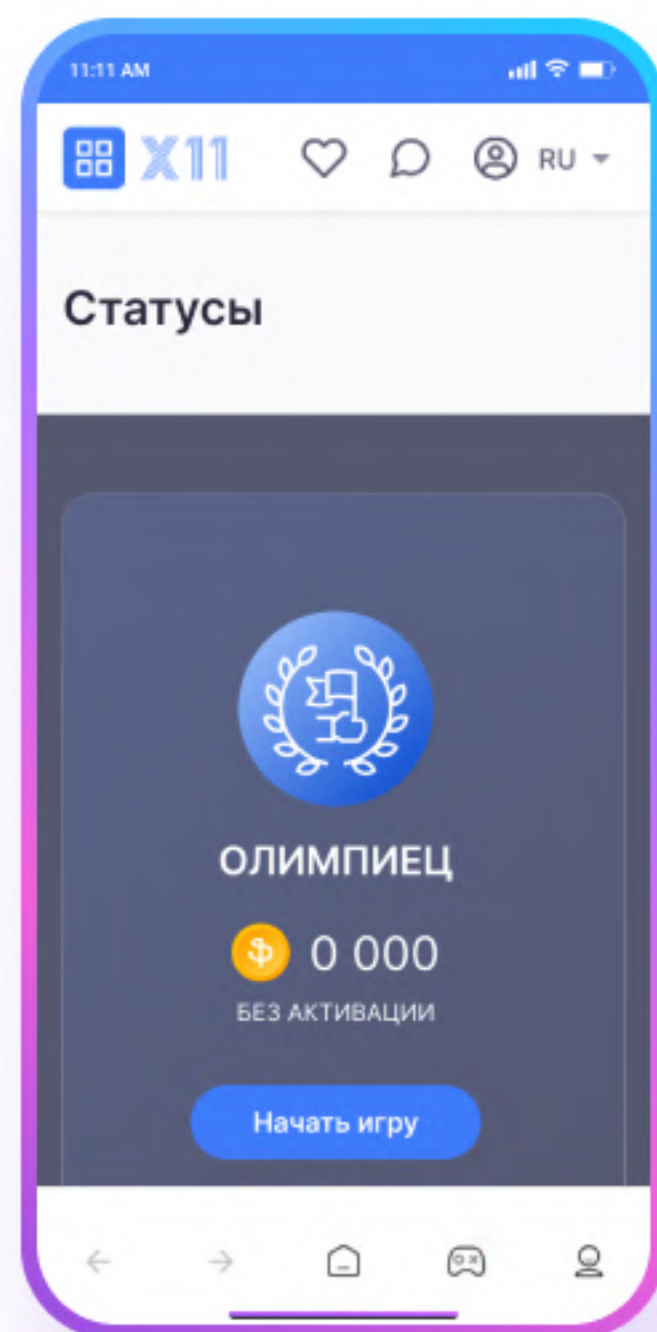 11:11 AM
X11
RU
Статусы
ОЛИМПИЕЦ
0 000
БЕЗ АКТИВАЦИИ
Начать игру